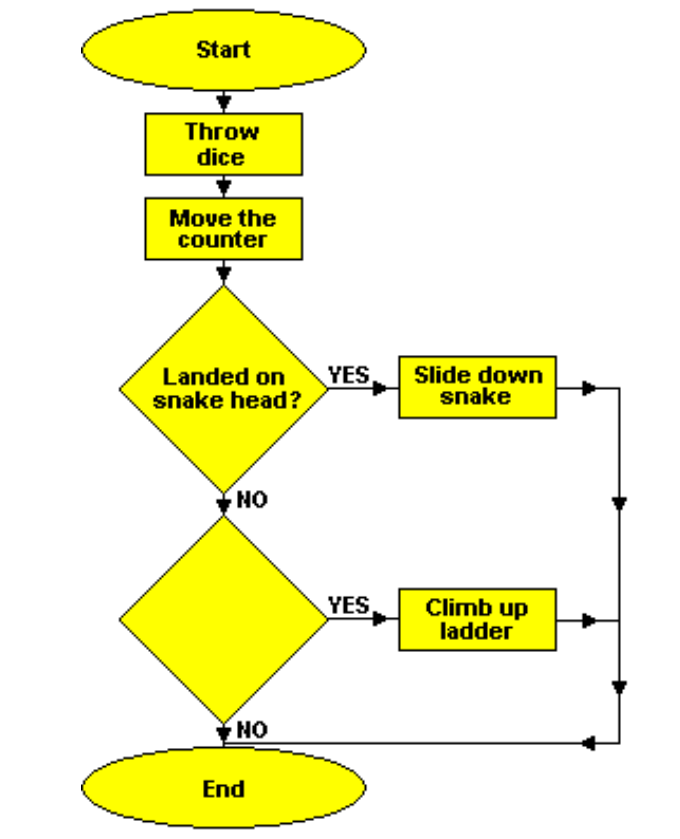 Start
Throw
dice
Move the
counter
Landed on
snake head?
YES
Slide down
snake
NO
YES
Climb up
ladder
NO
End